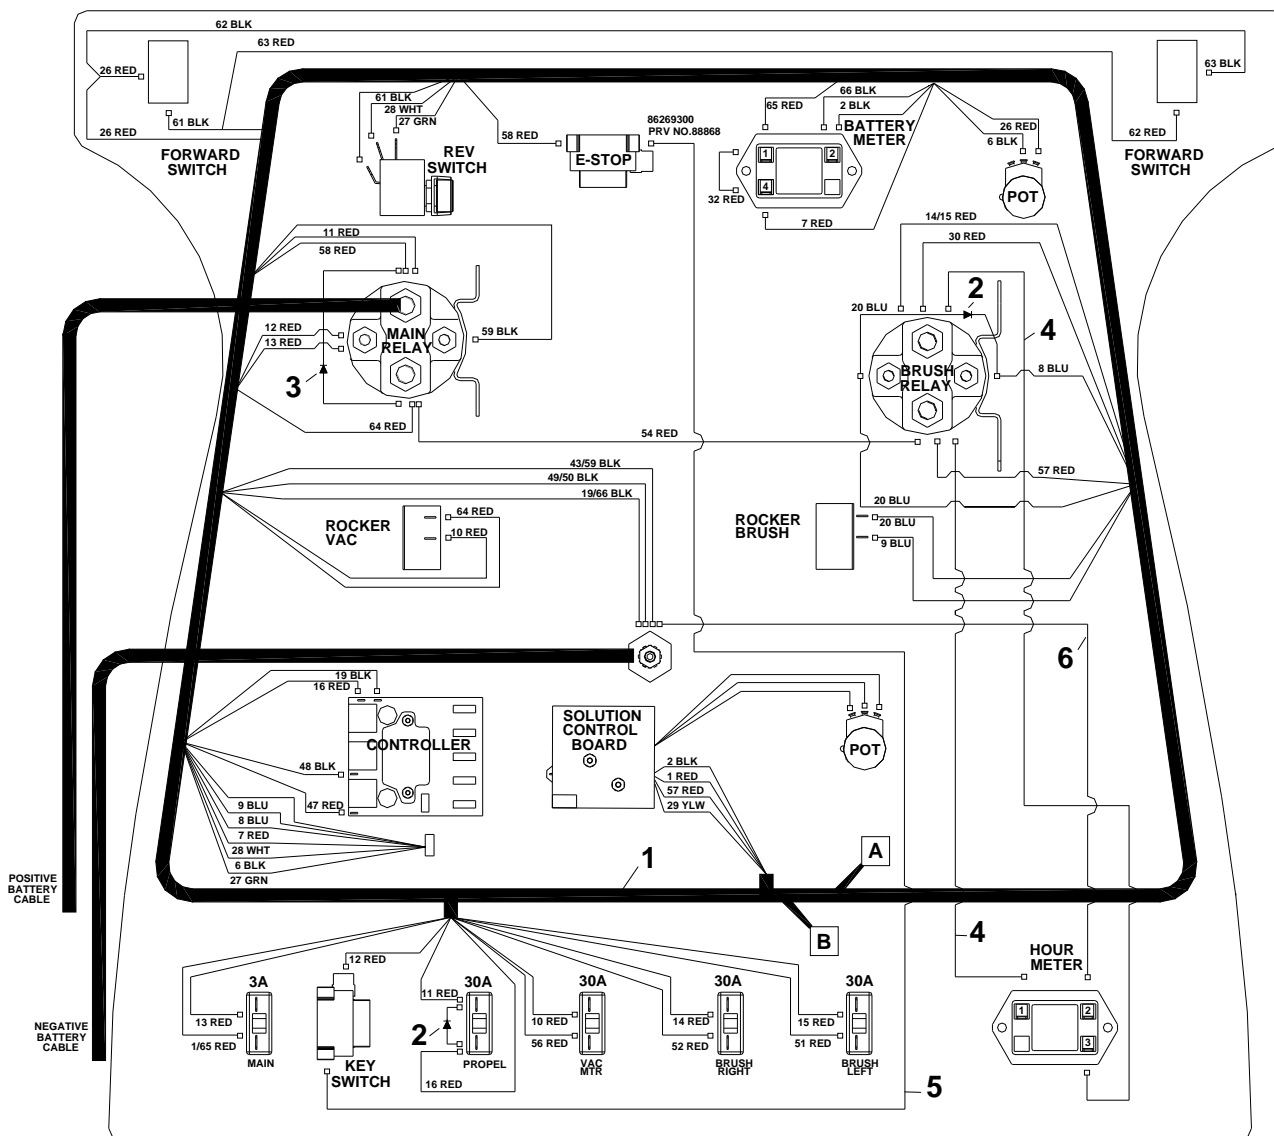 62 BLK
63 RED
26 RED
61 BLK
26 RED
FORWARD
SWITCH
61 BLK
28 WHT
27 GRN
REV
SWITCH
58 RED
E-STOP
86269300
PRV NO.88868
65 RED
66 BLK
2 BLK
BATTERY
METER
1
2
4
32 RED
7 RED
26 RED
6 BLK
POT
63 BLK
62 RED
FORWARD
SWITCH
11 RED
58 RED
12 RED
13 RED
MAIN
RELAY
59 BLK
3
64 RED
14/15 RED
30 RED
20 BLU
2
4
BRUSH
RELAY
8 BLU
54 RED
57 RED
43/59 BLK
49/50 BLK
19/66 BLK
ROCKER
VAC
64 RED
10 RED
ROCKER
BRUSH
20 BLU
20 BLU
9 BLU
6
19 BLK
16 RED
CONTROLLER
48 BLK
47 RED
9 BLU
8 BLU
7 RED
28 WHT
6 BLK
27 GRN
SOLUTION
CONTROL
BOARD
2 BLK
1 RED
57 RED
29 YLW
POT
1
A
B
POSITIVE
BATTERY
CABLE
NEGATIVE
BATTERY
CABLE
12 RED
3A
13 RED
1/65 RED
MAIN
KEY
SWITCH
11 RED
30A
2
PROPEL
16 RED
30A
10 RED
56 RED
VAC
MTR
30A
14 RED
52 RED
BRUSH
RIGHT
30A
15 RED
51 RED
BRUSH
LEFT
5
4
HOUR
METER
1
2
3